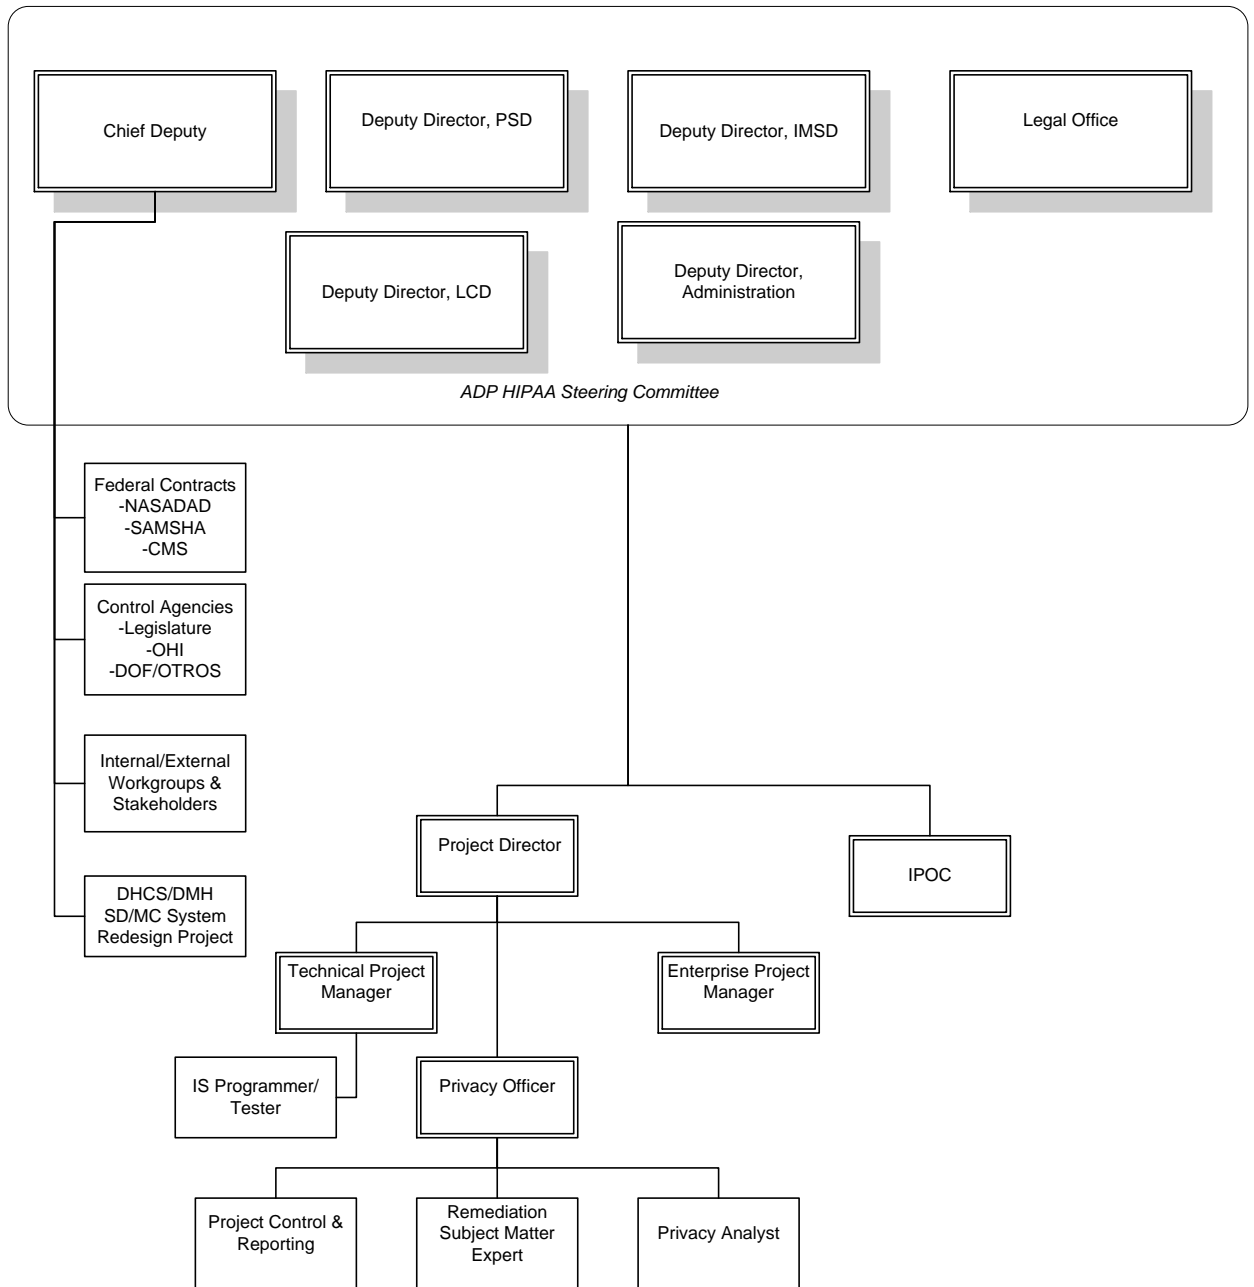 Chief Deputy
Deputy Director, PSD
Deputy Director, IMSD
Legal Office
Deputy Director, LCD
Deputy Director,
Administration
ADP HIPAA Steering Committee
Federal Contracts
-NASADAD
-SAMSHA
-CMS
Control Agencies
-Legislature
-OHI
-DOF/OTROS
Internal/External
Workgroups &
Stakeholders
DHCS/DMH
SD/MC System
Redesign Project
Project Director
IPOC
Technical Project
Manager
Enterprise Project
Manager
IS Programmer/
Tester
Privacy Officer
Project Control &
Reporting
Remediation
Subject Matter
Expert
Privacy Analyst